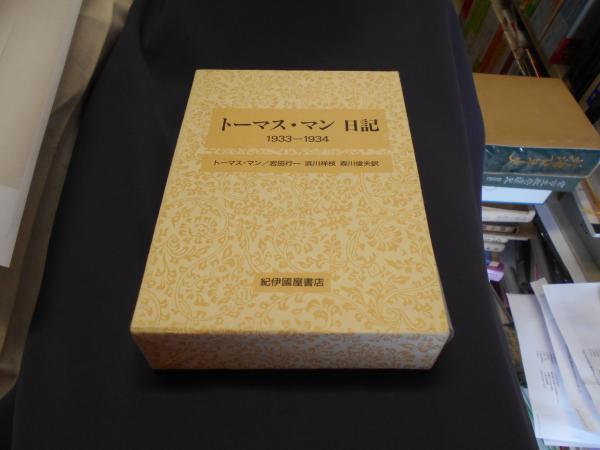 トーマス・マン 日記
1933—1934
トーマス・マン／岩田行一 浜川祥枝 森川俊夫訳
紀伊國屋書店